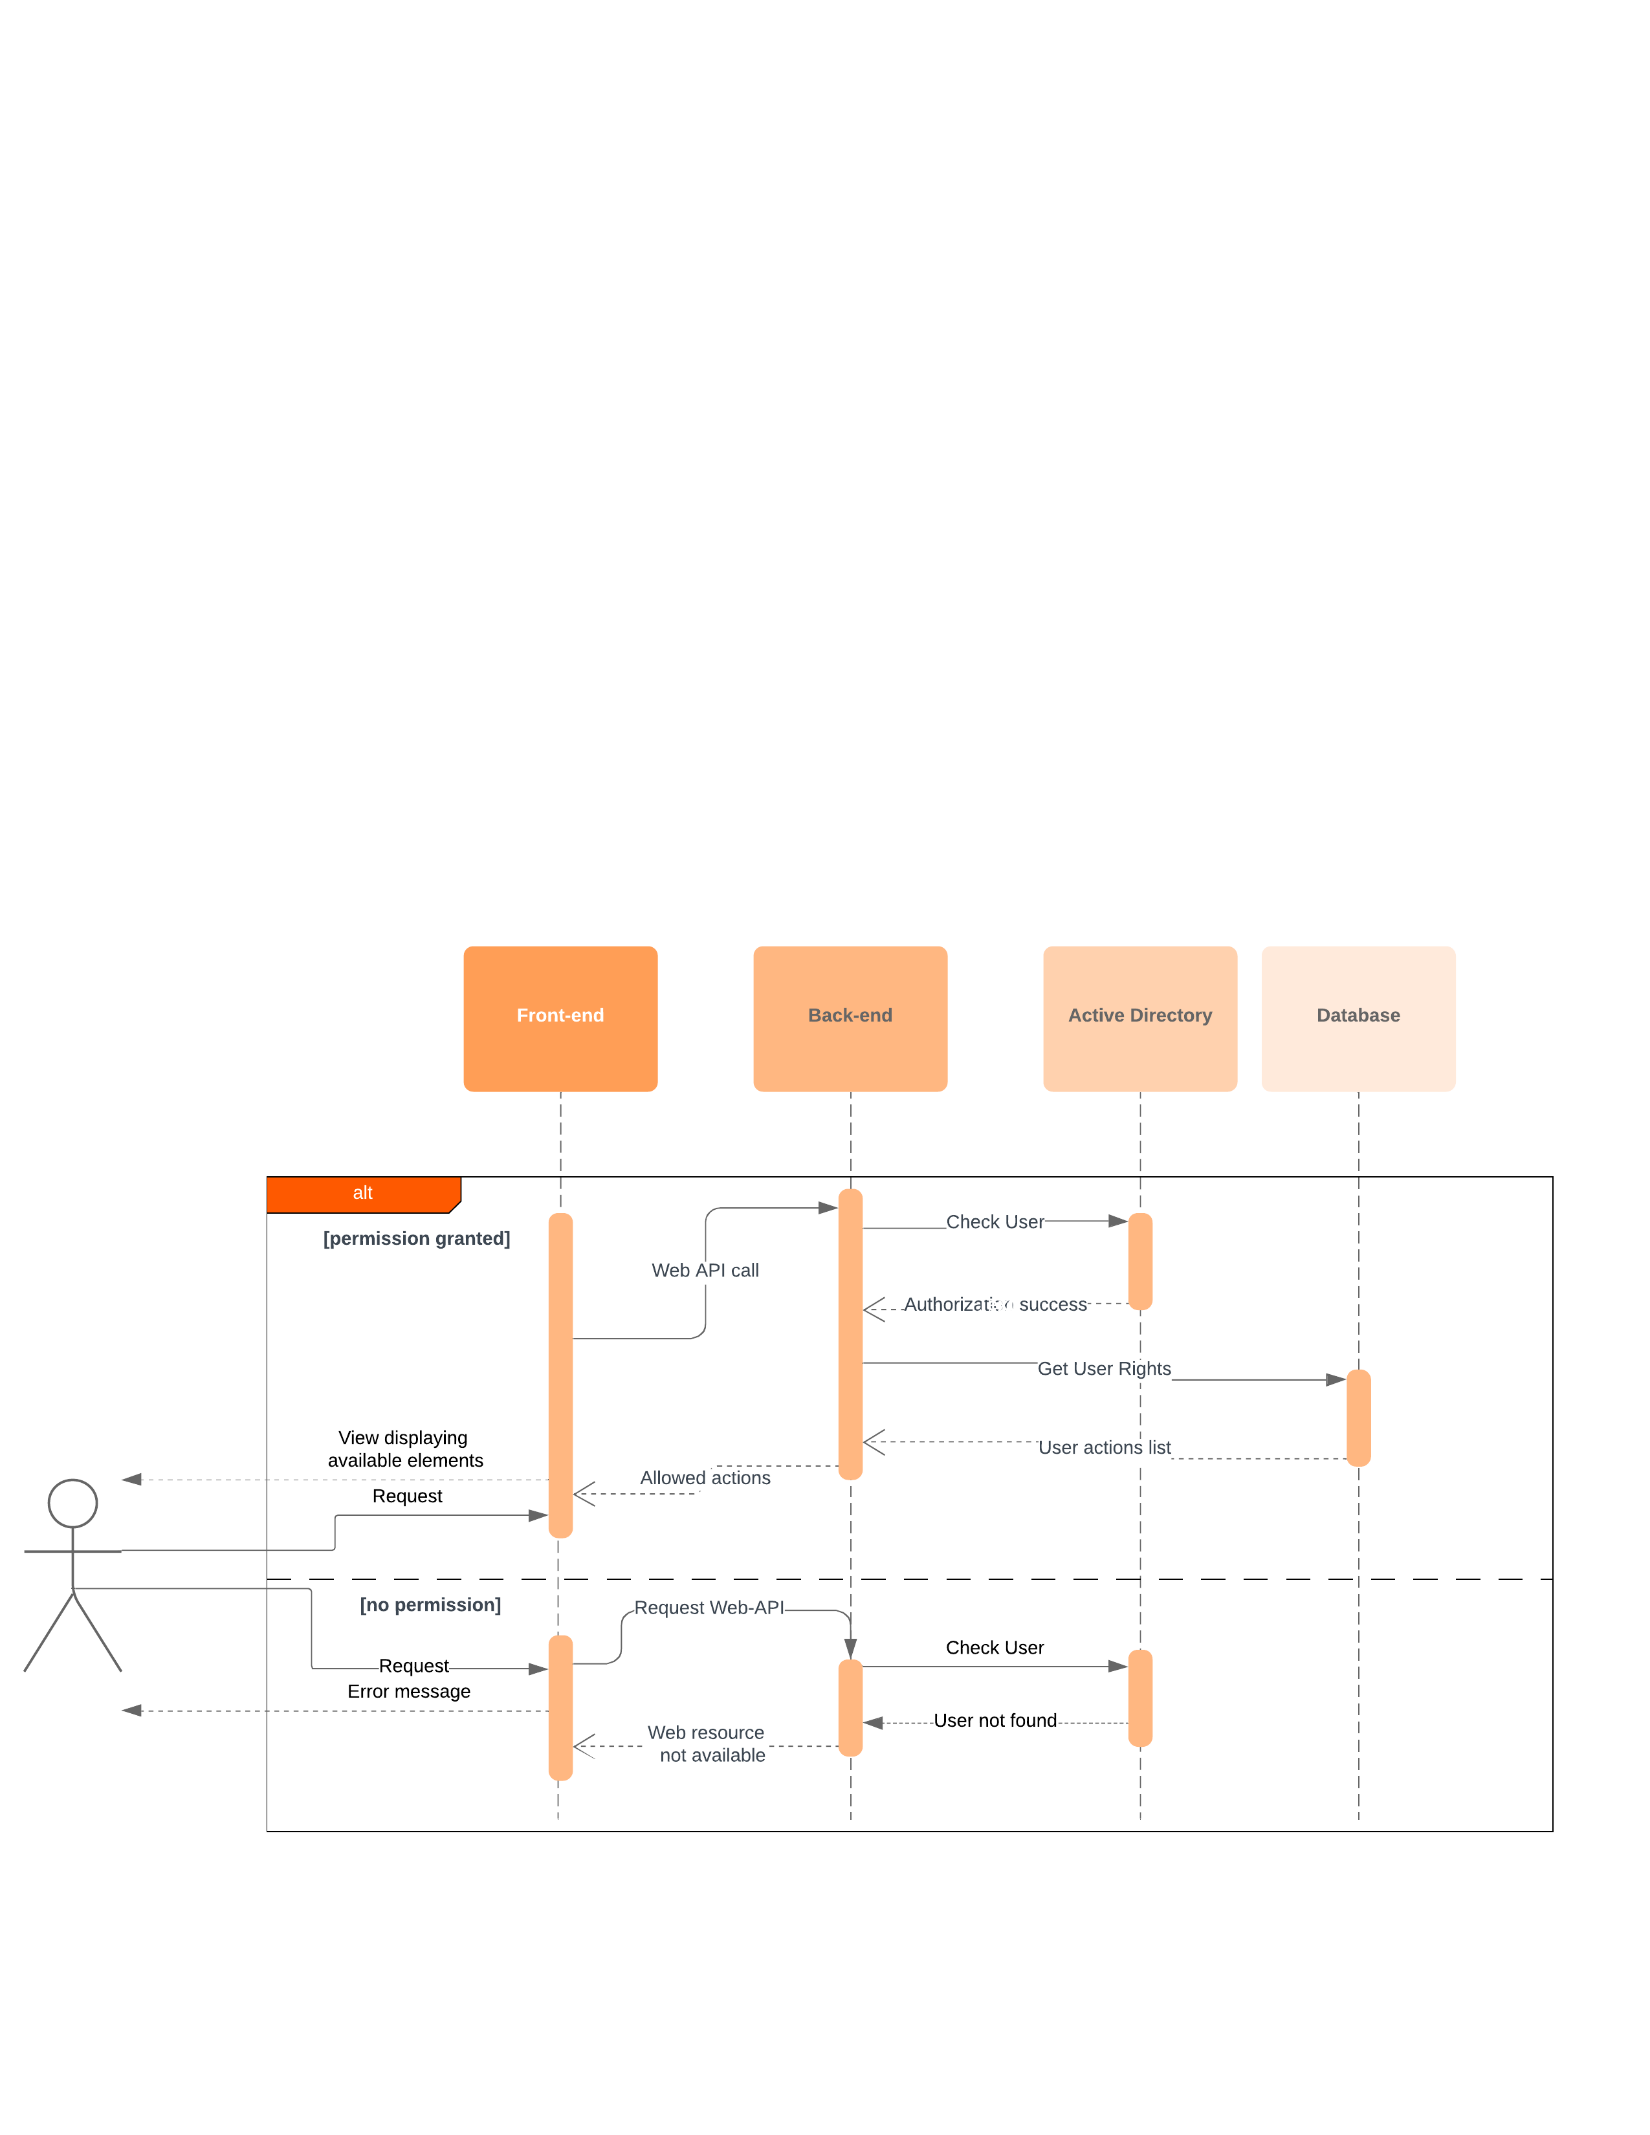 Front-end
Back-end
Active Directory
Database
alt
[permission granted]
Check User
Web API call
success
Get User Rights
View displaying
available elements
User actions list
Allowed actions
Request
[no permission]
Request Web-API
Check User
Request
Error message
User not found
Web resource
not available